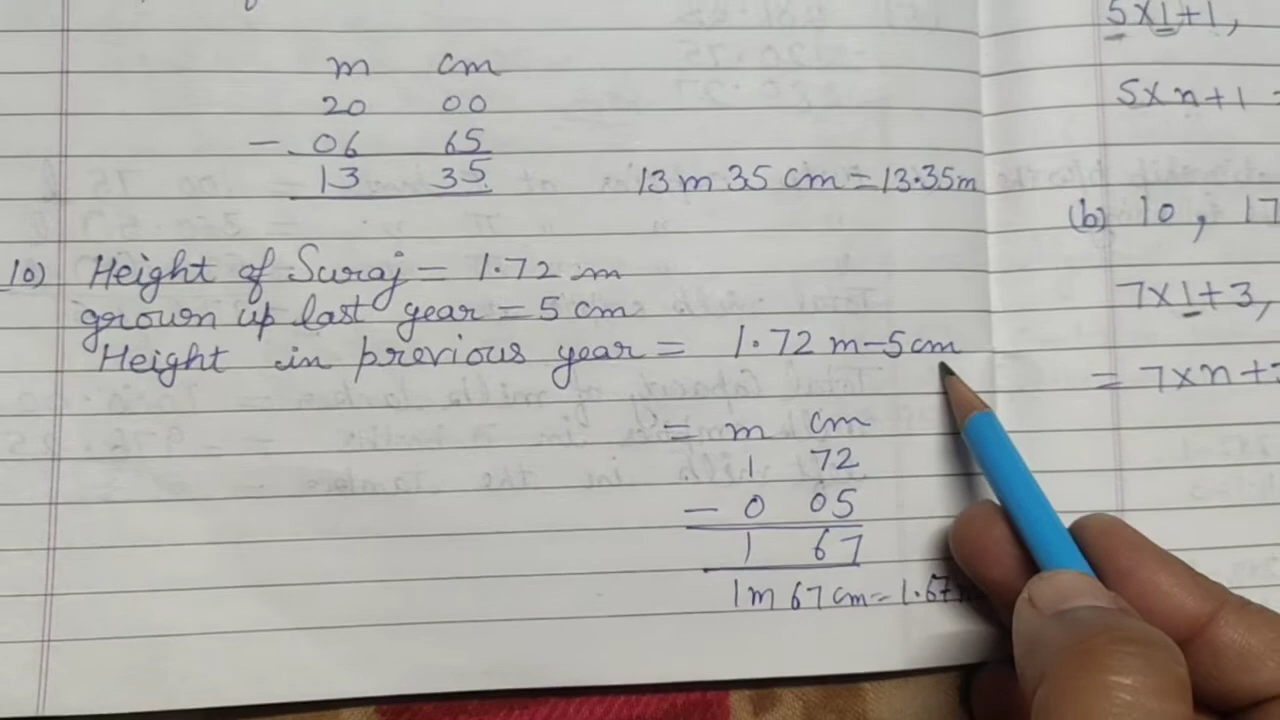 m cm
20 00
- 06 65
13 35
13 m 35 cm = 13.35m
10) Height of Suraj = 1.72 m
grown up last year = 5 cm
Height in previous year = 1.72 m - 5 cm
= m cm
1 72
- 0 05
1 67
1m 67 cm = 1.67
5x1+1,
5xn+1
(b) 10, 17
7x1+3,
= 7xn+